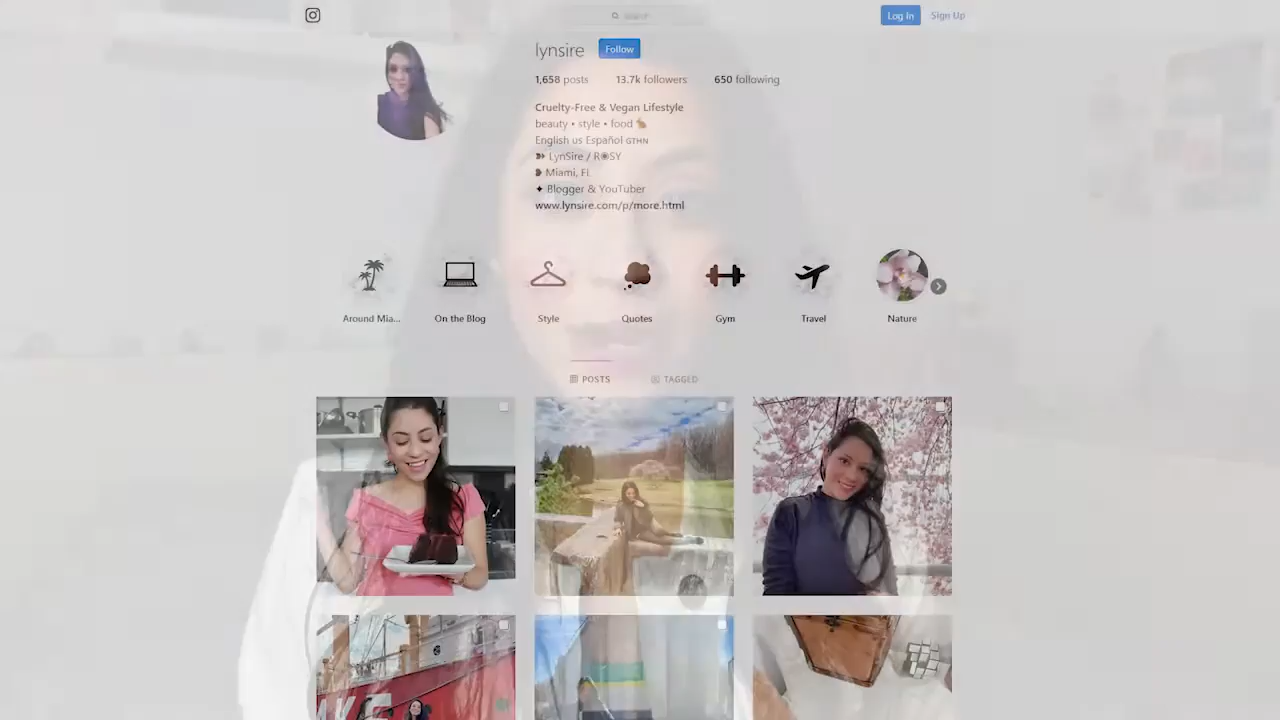 Search
Log In
Sign Up
lynsire
Follow
1,658 posts 13.7k followers 650 following
Cruelty-Free & Vegan Lifestyle
beauty • style • food 🐇
English us Español ɢᴛʜɴ
➽ LynSire / R◉SY
❥ Miami, FL
✦ Blogger & YouTuber
www.lynsire.com/p/more.html
Around Mia...
On the Blog
Style
Quotes
Gym
Travel
Nature
POSTS
TAGGED